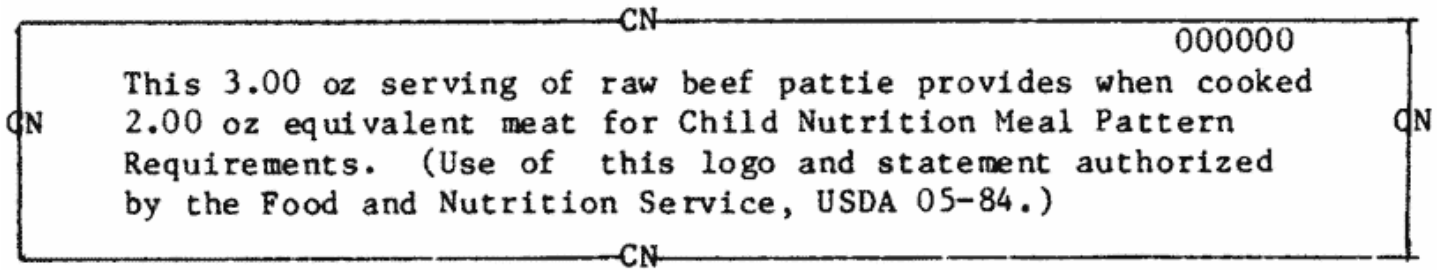 CN
000000
This 3.00 oz serving of raw beef pattie provides when cooked
CN 2.00 oz equivalent meat for Child Nutrition Meal Pattern CN
Requirements. (Use of this logo and statement authorized
by the Food and Nutrition Service, USDA 05-84.)
CN